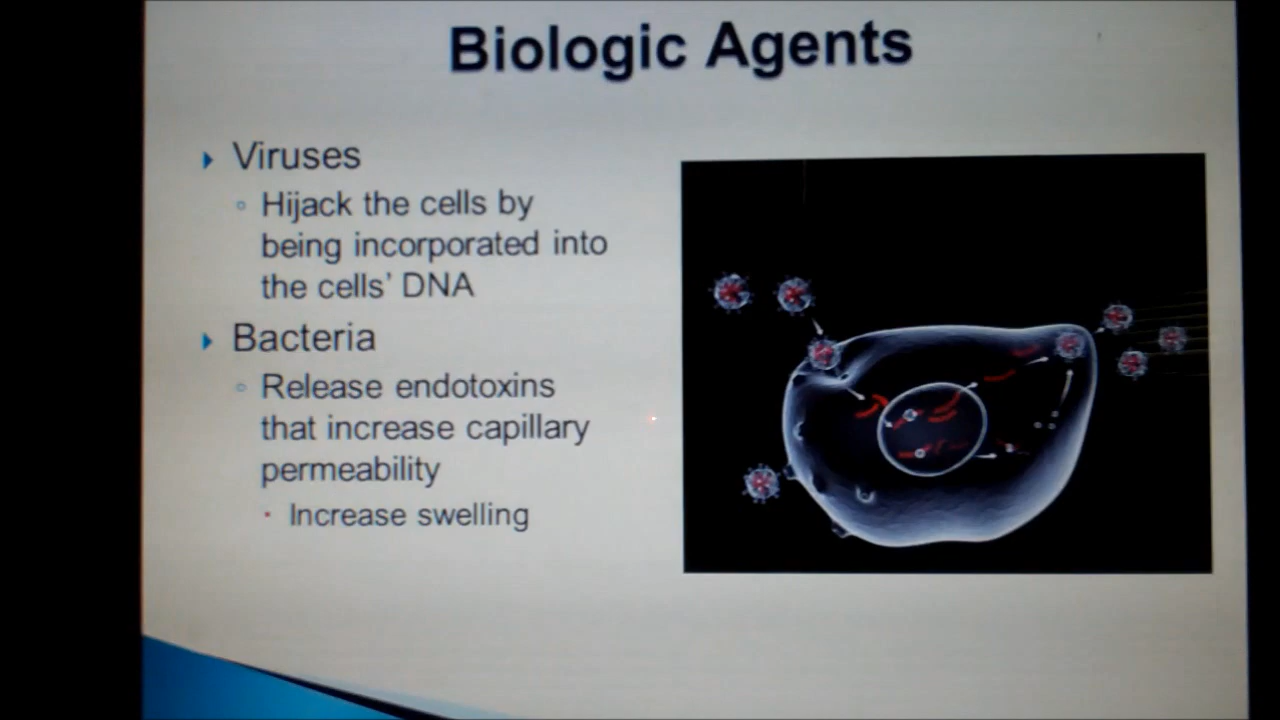 Biologic Agents
Viruses
Hijack the cells by
being incorporated into
the cells' DNA
Bacteria
Release endotoxins
that increase capillary
permeability
Increase swelling